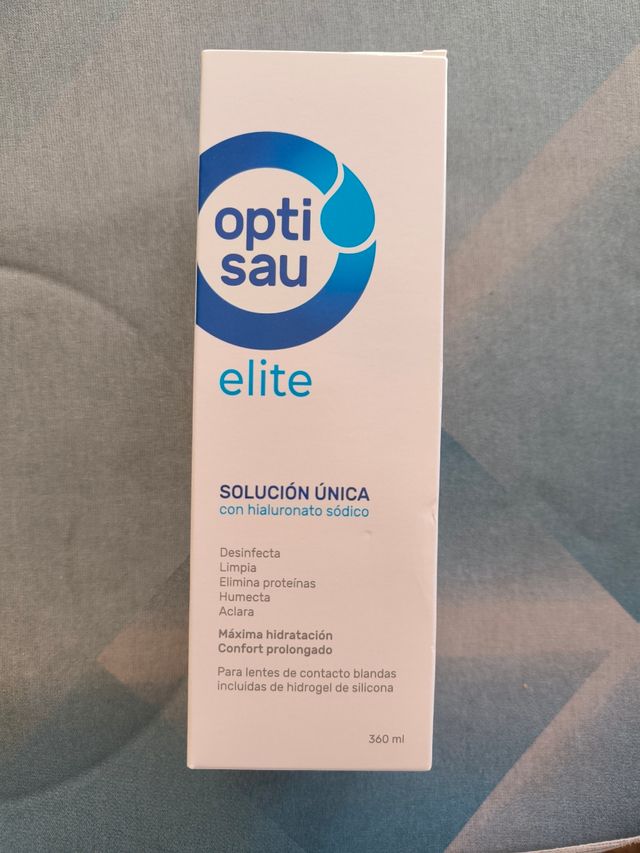 opti
sau
elite
SOLUCIÓN ÚNICA
con hialuronato sódico
Desinfecta
Limpia
Elimina proteínas
Humecta
Aclara
Máxima hidratación
Confort prolongado
Para lentes de contacto blandas
incluidas de hidrogel de silicona
360 ml